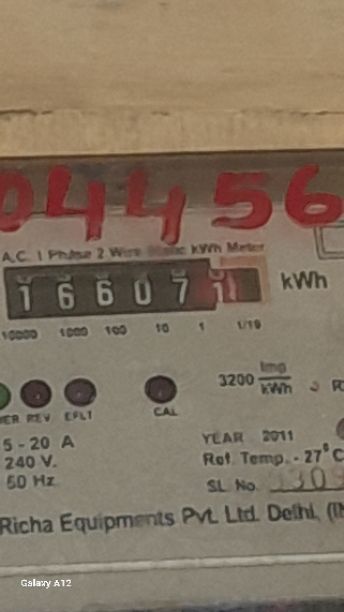 04456
A.C. 1 Phase 2 Wire Static kWh Meter
166071 kWh
10000 1000 100 10 1 1/10
3200 Imp/kWh
REV EFLT CAL
5 - 20 A
YEAR 2011
240 V.
Ref. Temp. - 27°C
50 Hz
SL No.
Richa Equipments Pvt. Ltd. Delhi,
Galaxy A12